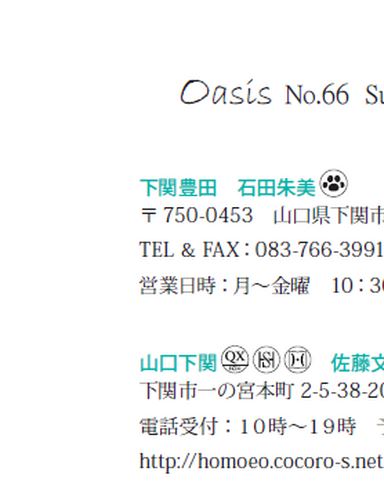 Oasis No.66
下関豊田 石田朱美
〒750-0453 山口県下関市
TEL & FAX：083-766-3991
営業日時：月～金曜 10：3
山口下関 QX HS H 佐藤文
下関市一の宮本町 2-5-38-20
電話受付：10時～19時
http://homoeo.cocoro-s.net